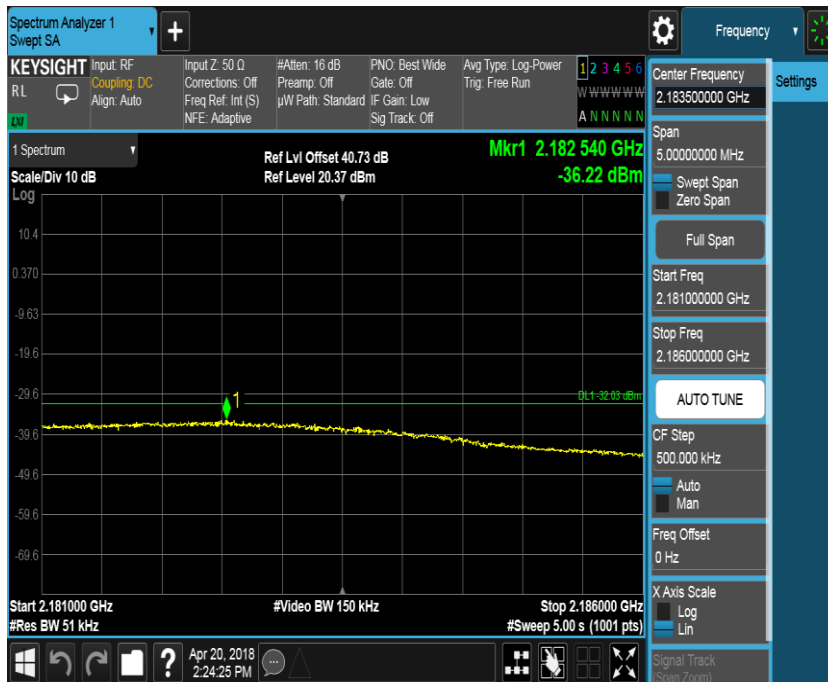 Spectrum Analyzer 1
Swept SA
+
Frequency
KEYSIGHT
RL
LXI
Input: RF
Coupling: DC
Align: Auto
Input Z: 50 Ω
Corrections: Off
Freq Ref: Int (S)
NFE: Adaptive
#Atten: 16 dB
Preamp: Off
µW Path: Standard
PNO: Best Wide
Gate: Off
IF Gain: Low
Sig Track: Off
Avg Type: Log-Power
Trig: Free Run
1 2 3 4 5 6
W W W W W W
A N N N N N
1 Spectrum
Scale/Div 10 dB
Log
Ref Lvl Offset 40.73 dB
Ref Level 20.37 dBm
Mkr1 2.182 540 GHz
-36.22 dBm
10.4
0.370
-9.63
-19.6
-29.6
-39.6
-49.6
-59.6
-69.6
1
DL1 -32.03 dBm
Start 2.181000 GHz
#Res BW 51 kHz
#Video BW 150 kHz
Stop 2.186000 GHz
#Sweep 5.00 s (1001 pts)
Center Frequency
2.183500000 GHz
Span
5.00000000 MHz
Swept Span
Zero Span
Full Span
Start Freq
2.181000000 GHz
Stop Freq
2.186000000 GHz
AUTO TUNE
CF Step
500.000 kHz
Auto
Man
Freq Offset
0 Hz
X Axis Scale
Log
Lin
Signal Track
(Span Zoom)
Settings
?
Apr 20, 2018
2:24:25 PM